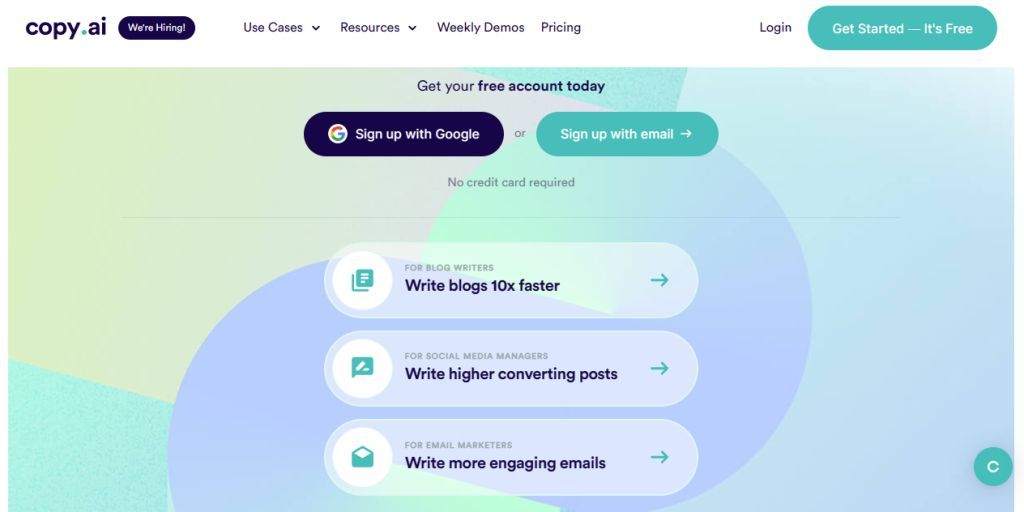 copy.ai
We're Hiring!
Use Cases
Resources
Weekly Demos
Pricing
Login
Get Started — It's Free
Get your free account today
Sign up with Google
or
Sign up with email →
No credit card required
FOR BLOG WRITERS
Write blogs 10x faster
FOR SOCIAL MEDIA MANAGERS
Write higher converting posts
FOR EMAIL MARKETERS
Write more engaging emails
C